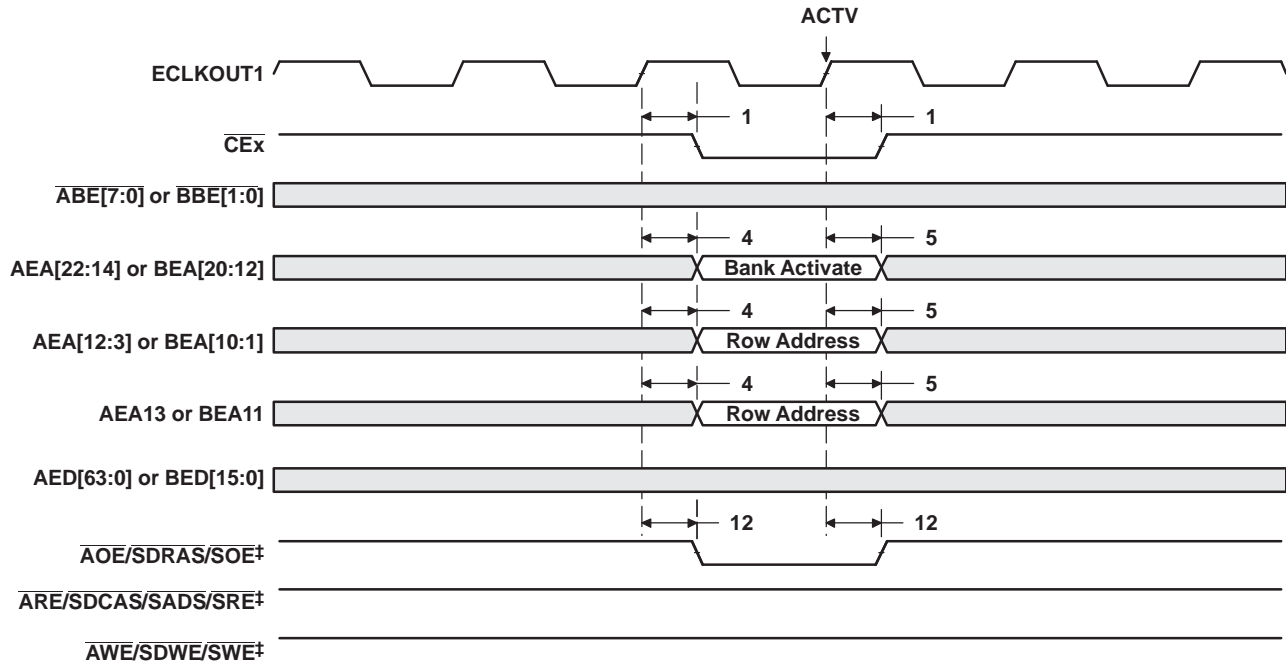 ACTV
ECLKOUT1
1 1
CEx
ABE[7:0] or BBE[1:0]
4 5
AEA[22:14] or BEA[20:12] Bank Activate
4 5
AEA[12:3] or BEA[10:1] Row Address
4 5
AEA13 or BEA11 Row Address
AED[63:0] or BED[15:0]
12 12
AOE/SDRAS/SOE‡
ARE/SDCAS/SADS/SRE‡
AWE/SDWE/SWE‡